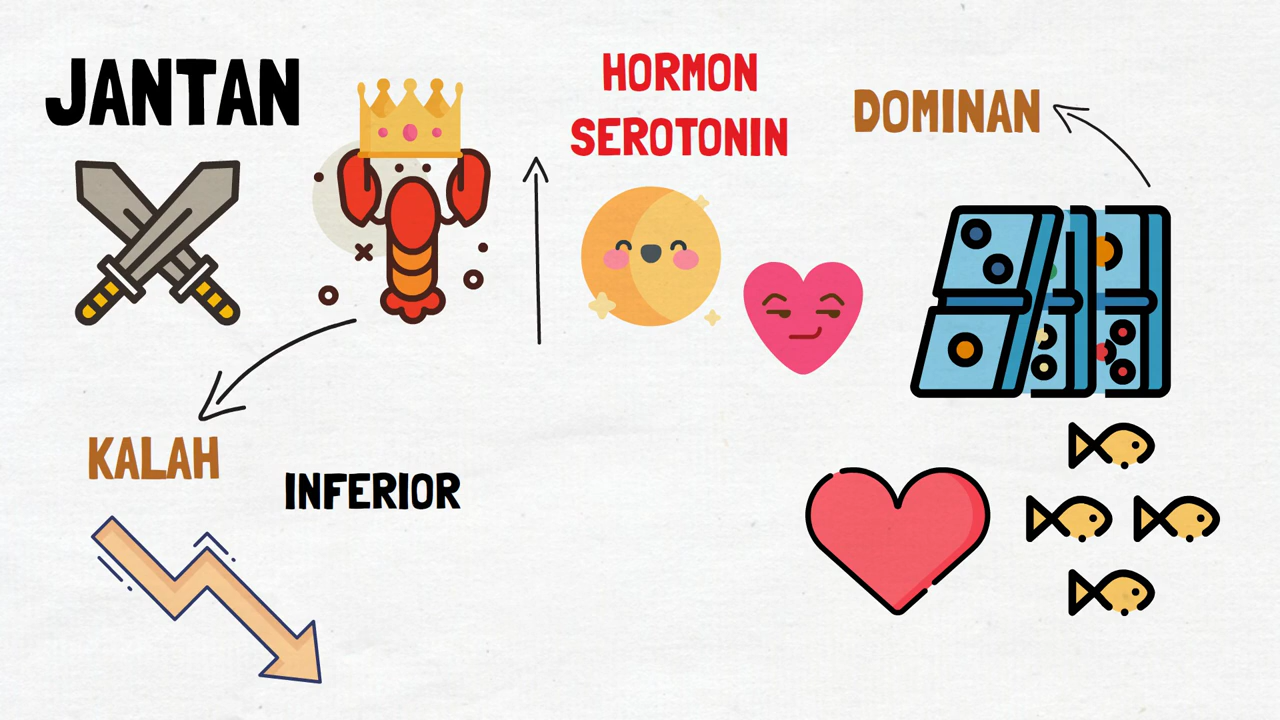 JANTAN
HORMON
SEROTONIN
DOMINAN
KALAH
INFERIOR